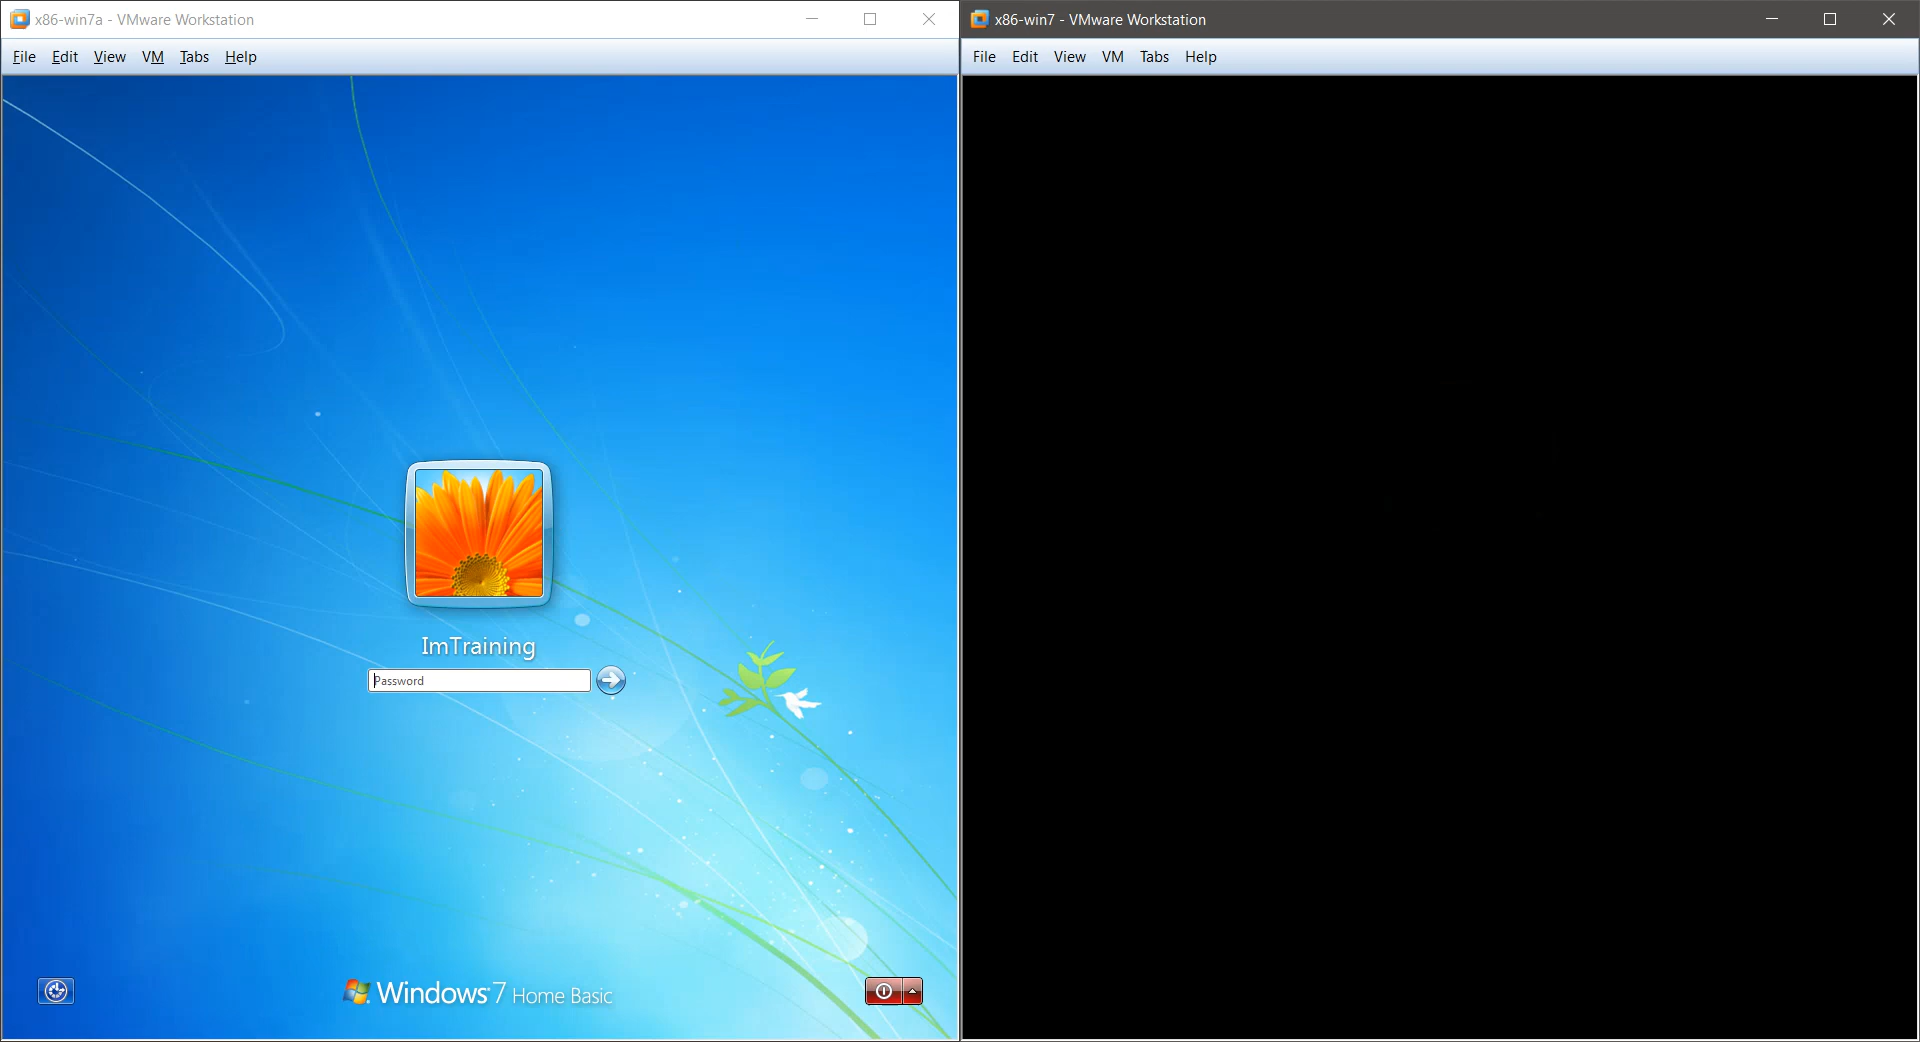 x86-win7a - VMware Workstation
File Edit View VM Tabs Help
ImTraining
Password
Windows 7 Home Basic
x86-win7 - VMware Workstation
File Edit View VM Tabs Help